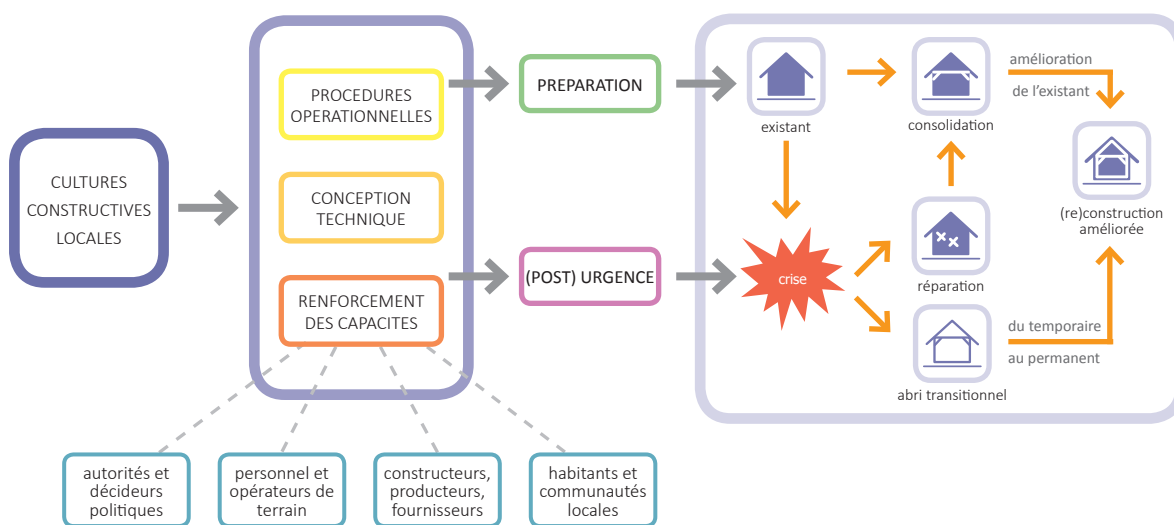 CULTURES
CONSTRUCTIVES
LOCALES
PROCEDURES
OPERATIONNELLES
CONCEPTION
TECHNIQUE
RENFORCEMENT
DES CAPACITES
PREPARATION
(POST) URGENCE
existant
consolidation
amélioration
de l’existant
(re)construction
améliorée
crise
réparation
abri transitionnel
du temporaire
au permanent
autorités et
décideurs
politiques
personnel et
opérateurs de
terrain
constructeurs,
producteurs,
fournisseurs
habitants et
communautés
locales